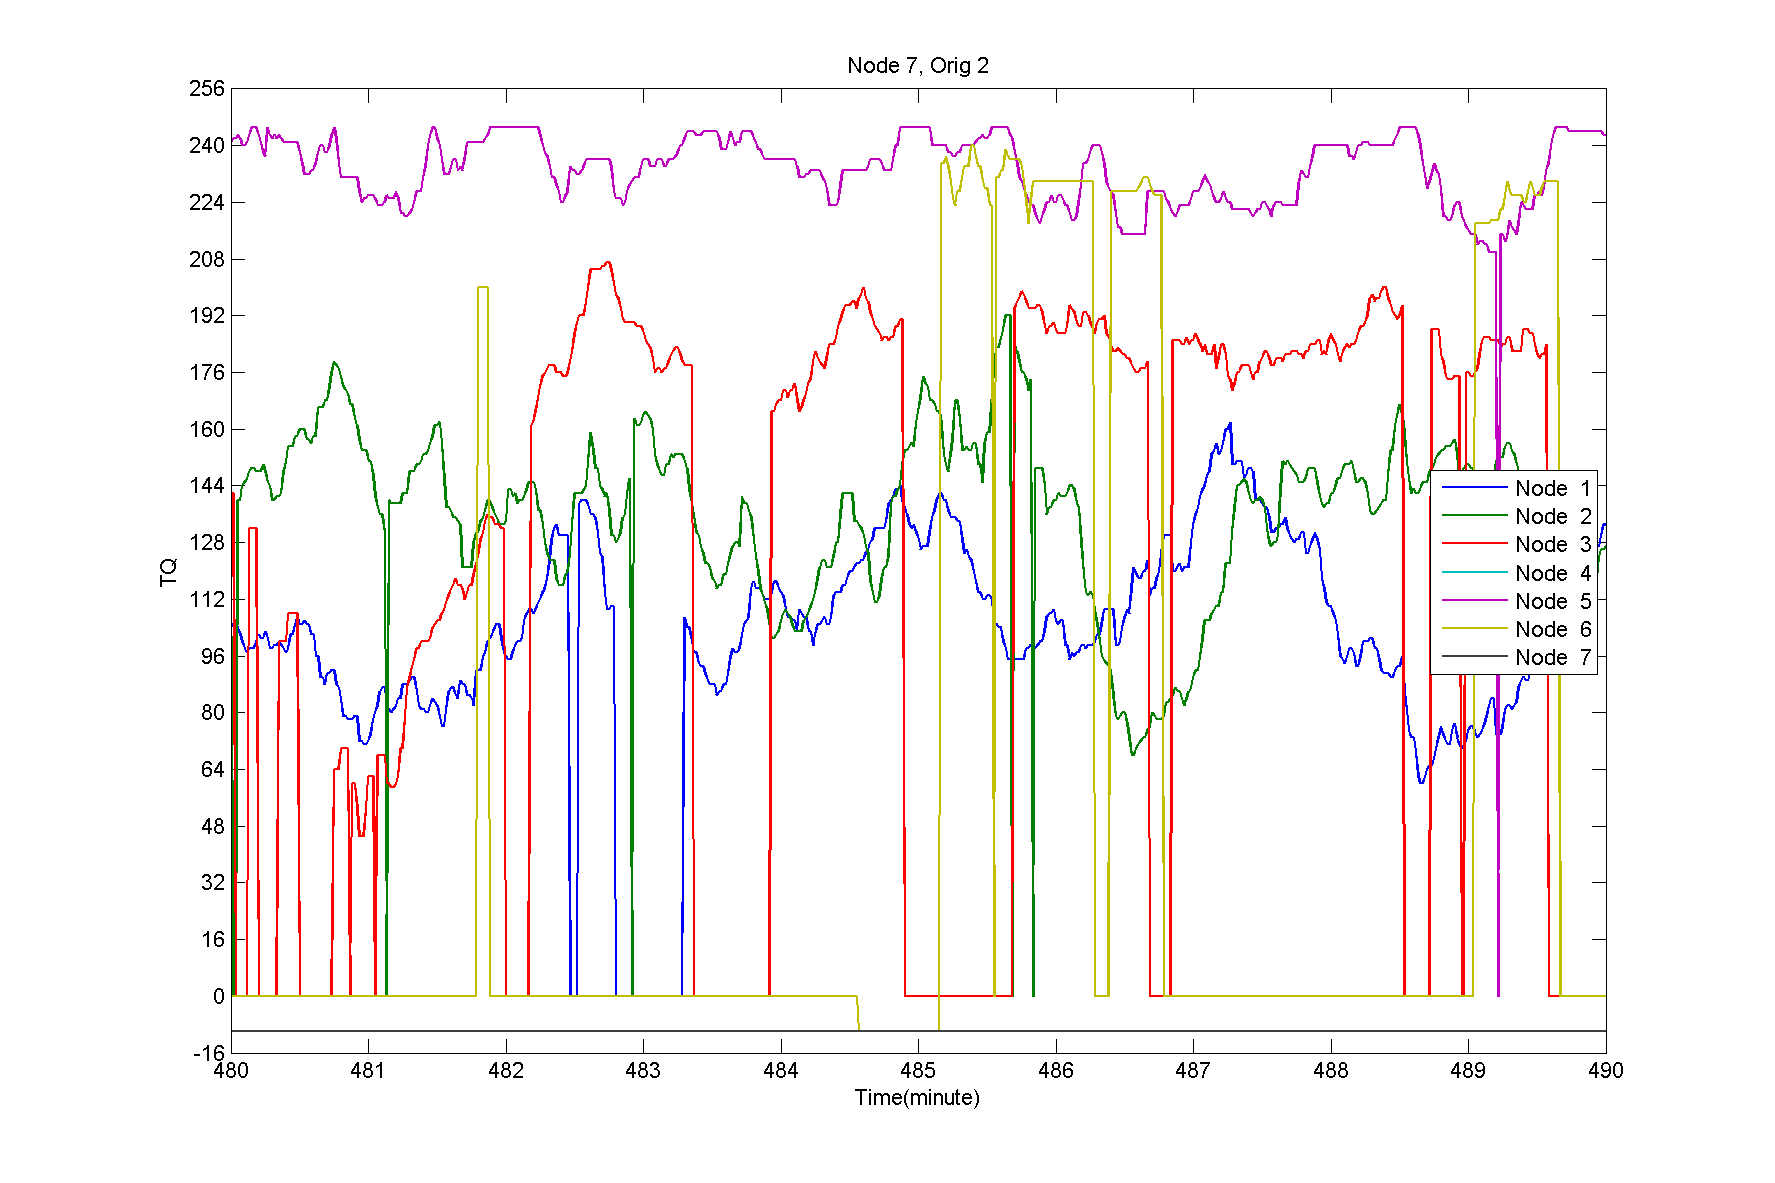 Node 7, Orig 2
256
240
224
208
192
176
160
144
128
112
96
80
64
48
32
16
0
-16
TQ
Node 1
Node 2
Node 3
Node 4
Node 5
Node 6
Node 7
480 481 482 483 484 485 486 487 488 489 490
Time(minute)